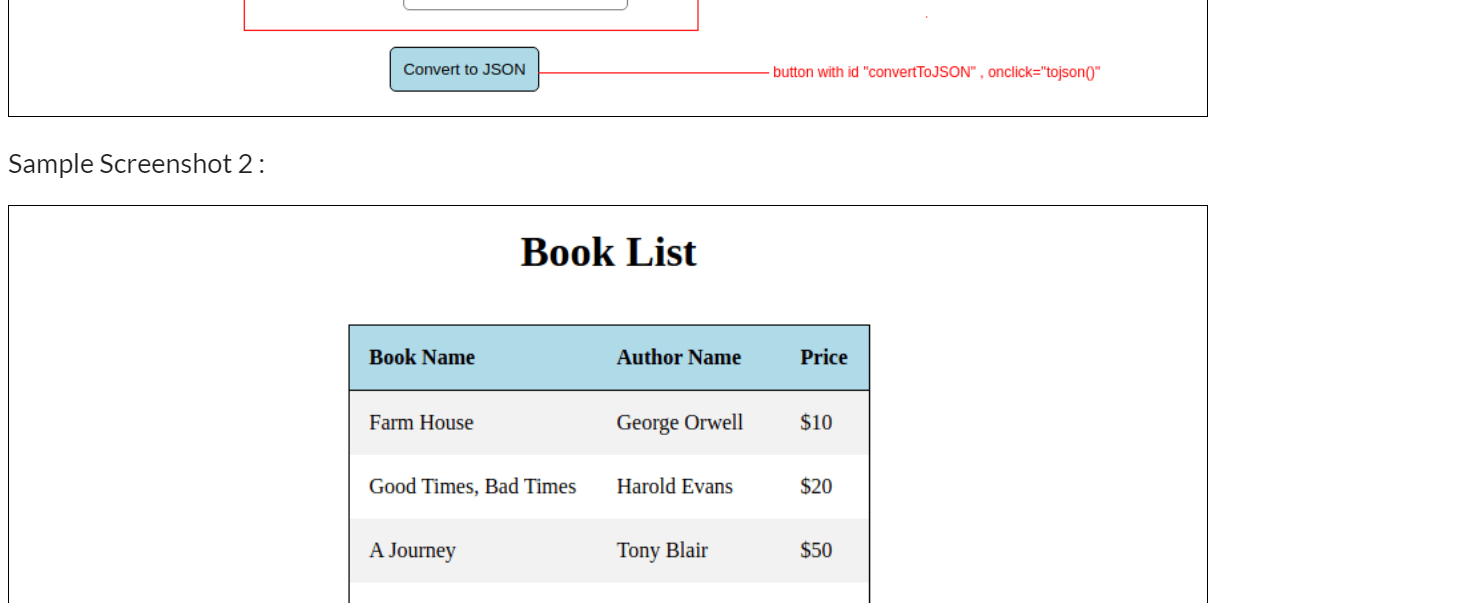 Convert to JSON
button with id "convertToJSON" , onclick="tojson()"
Sample Screenshot 2 :
Book List
Book Name Author Name Price
Farm House George Orwell $10
Good Times, Bad Times Harold Evans $20
A Journey Tony Blair $50